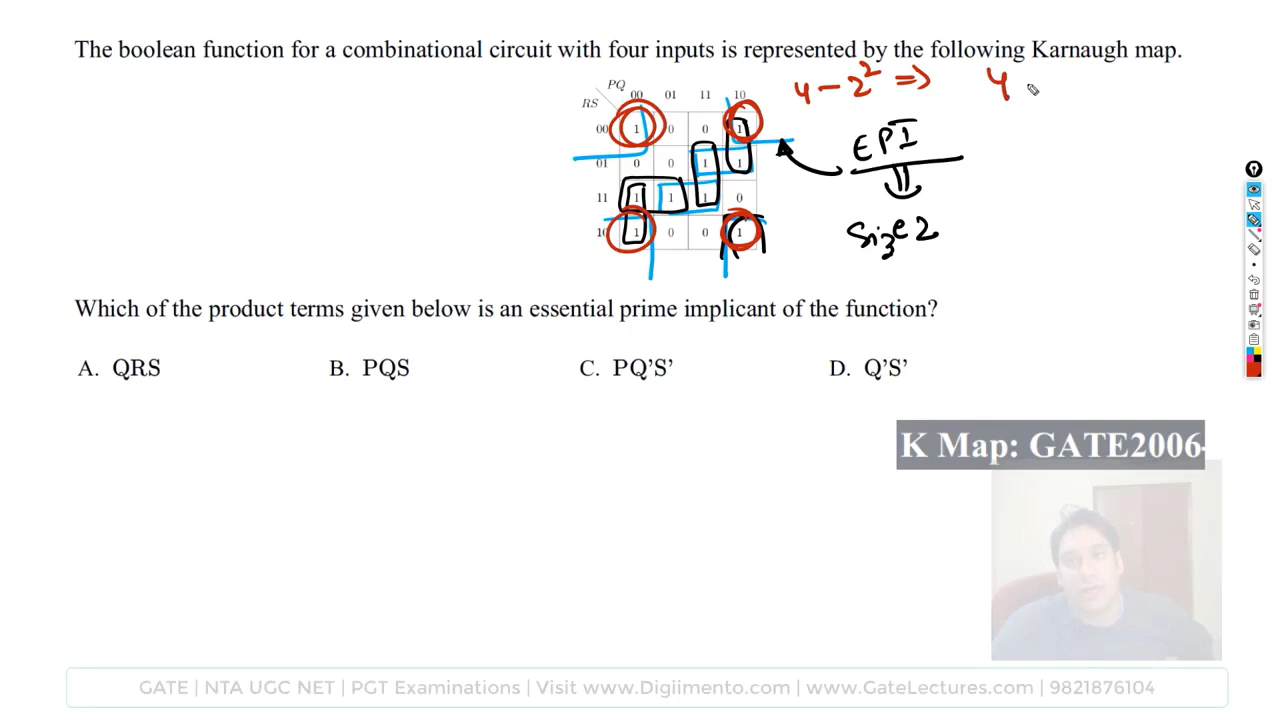 The boolean function for a combinational circuit with four inputs is represented by the following Karnaugh map.
4 - 2² => 4
PQ
RS 00 01 11 10
00 1 0 0 1
01 0 0 1 1
11 1 1 1 0
10 1 0 0 1
EPI
Size 2
Which of the product terms given below is an essential prime implicant of the function?
A. QRS B. PQS C. PQ’S’ D. Q’S’
K Map: GATE2006-
GATE | NTA UGC NET | PGT Examinations | Visit www.Digiimento.com | www.GateLectures.com | 9821876104